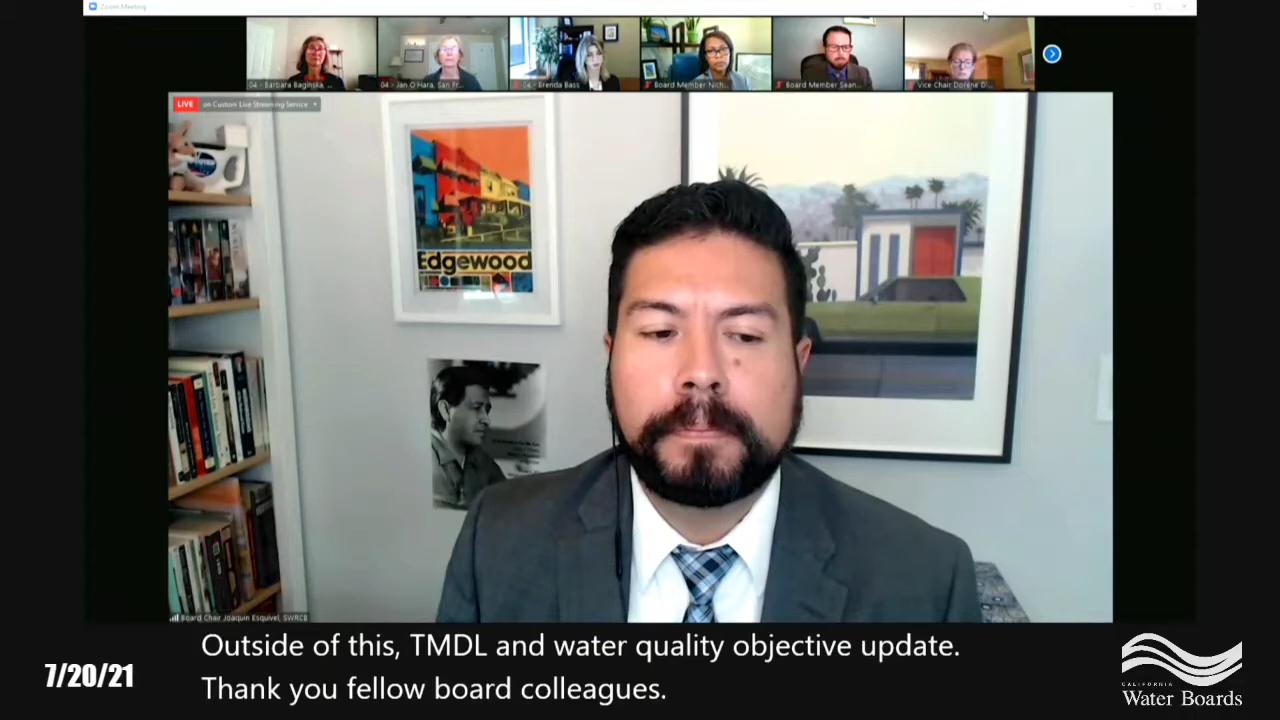 Zoom Meeting
04 - Barbara Baginska, ...
04 - Jan O'Hara, San Fr...
04 - Brenda Bass
Board Member Nich...
Board Member Sean...
Vice Chair Dorene D'...
LIVE on Custom Live Streaming Service
Edgewood
Board Chair Joaquin Esquivel, SWRCB
Outside of this, TMDL and water quality objective update.
Thank you fellow board colleagues.
7/20/21
CALIFORNIA
Water Boards